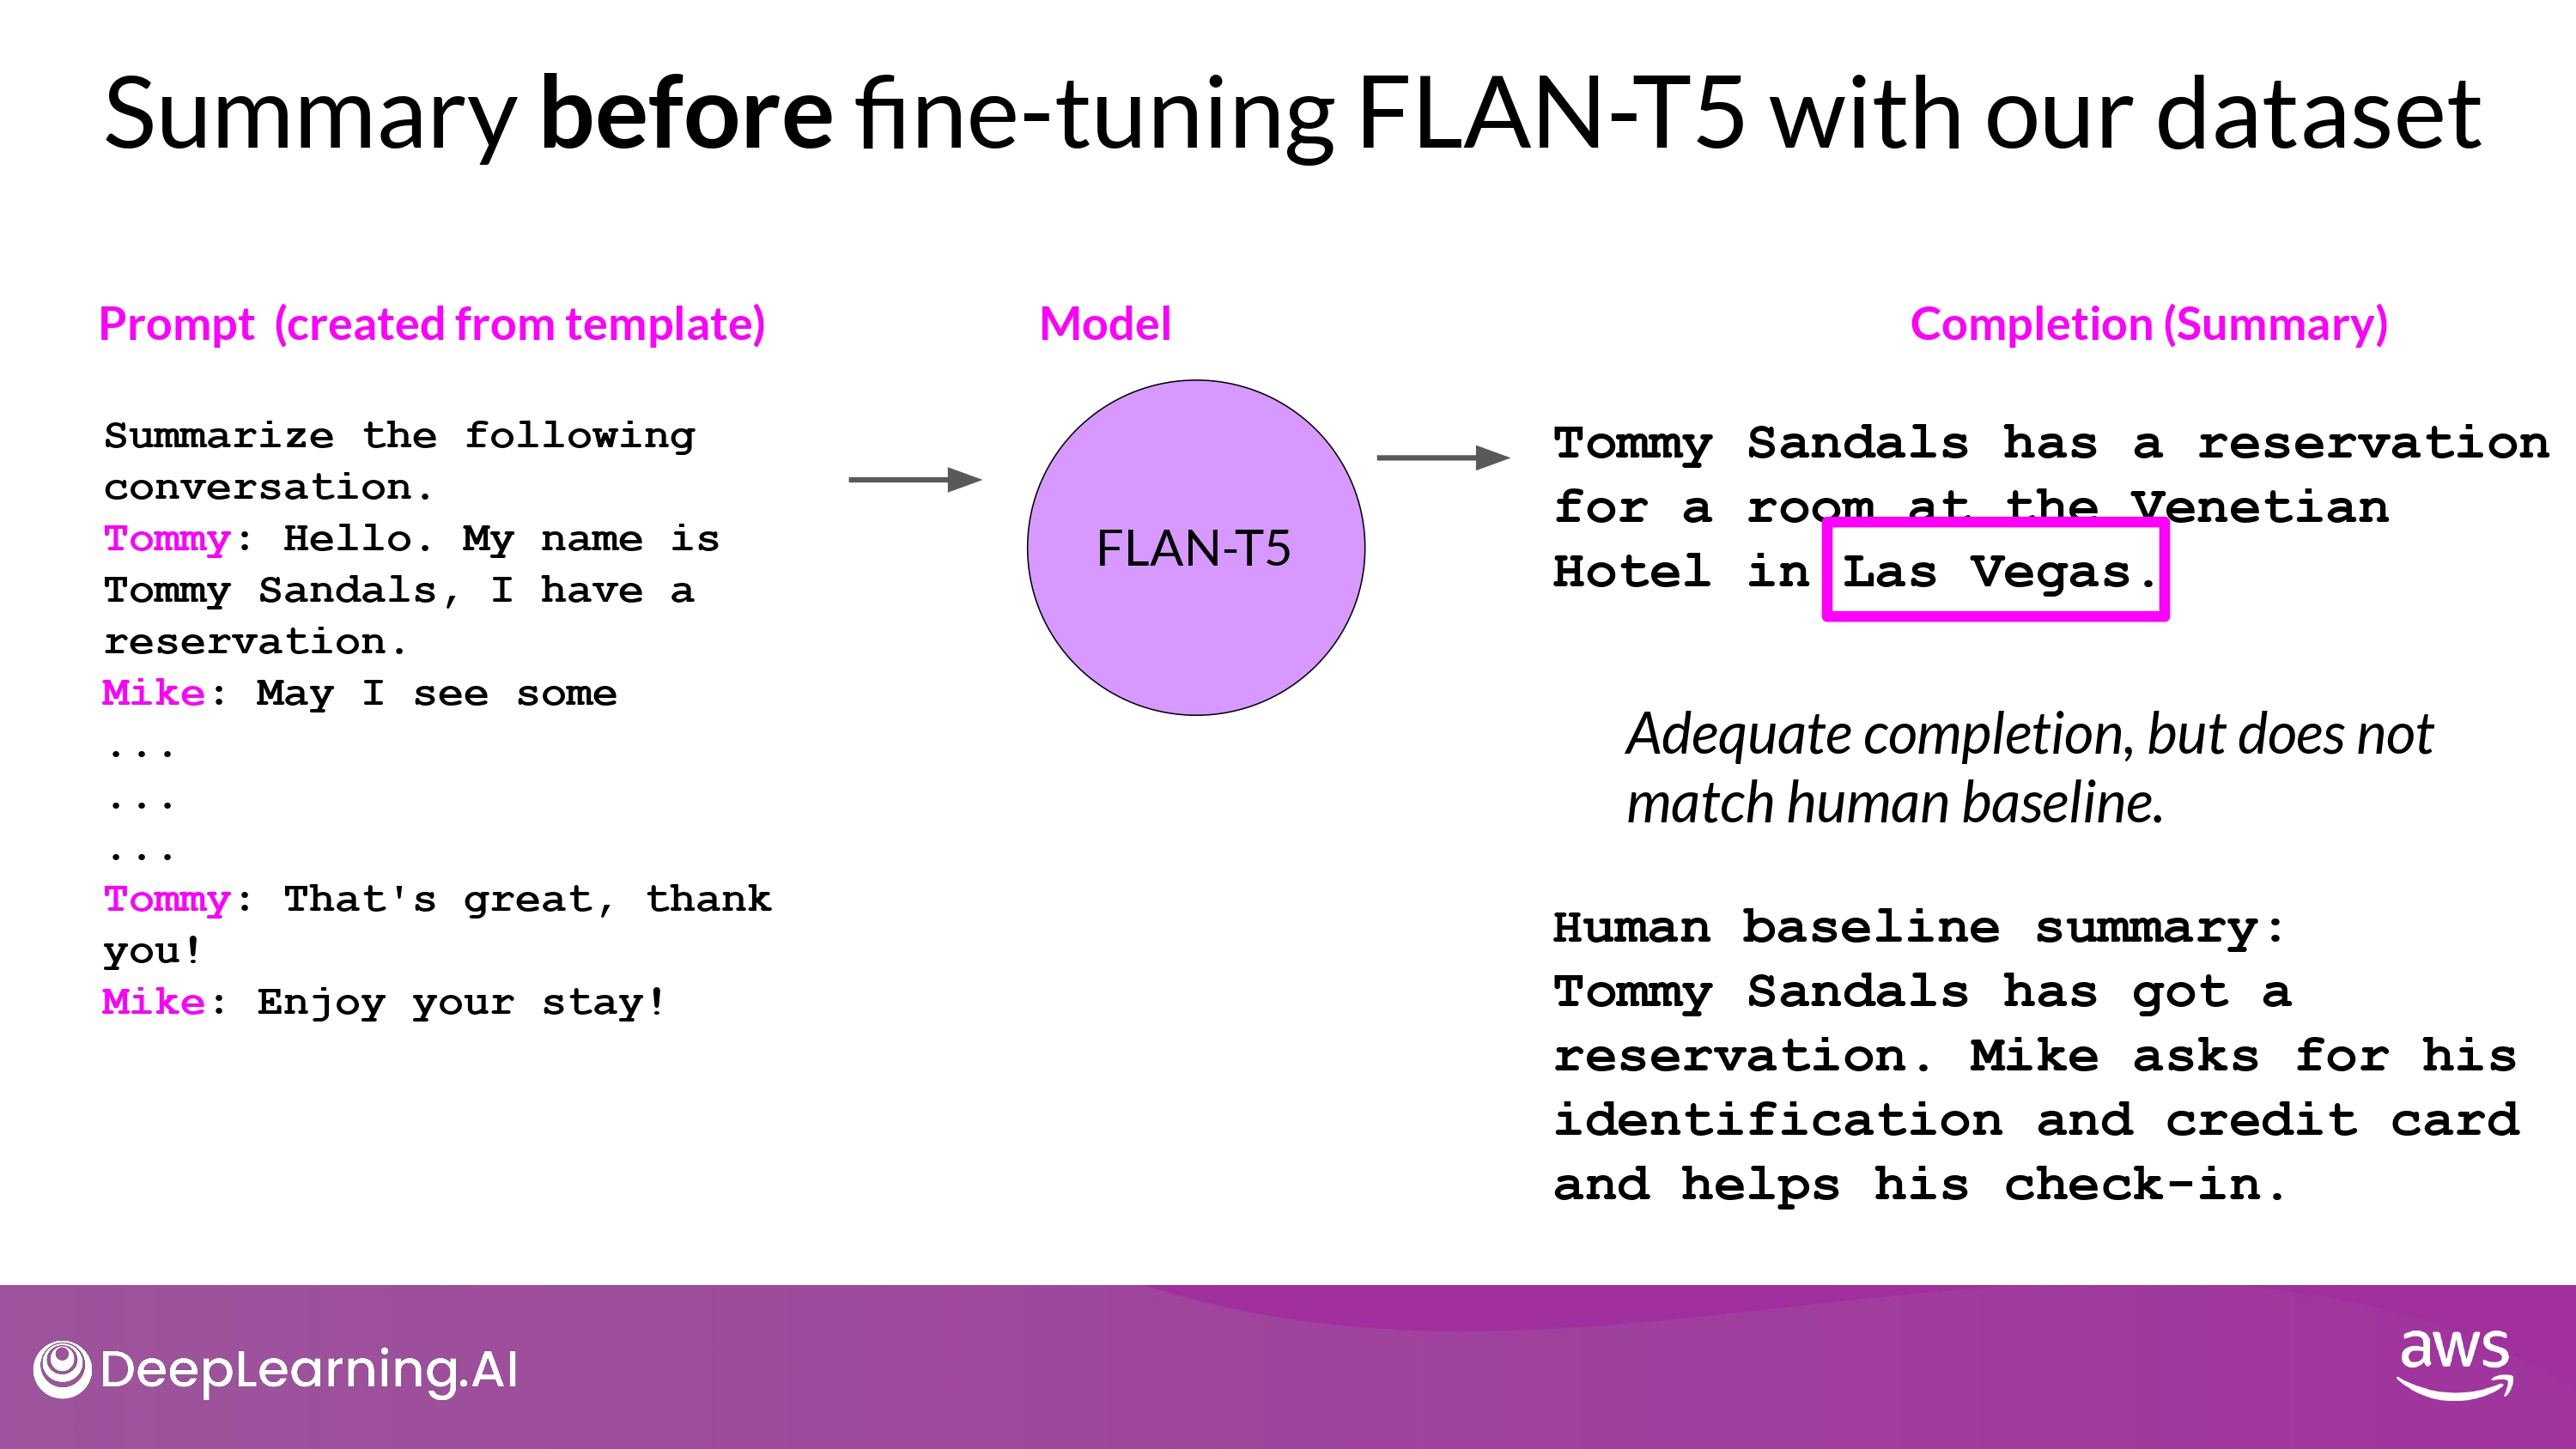 Summary before fine-tuning FLAN-T5 with our dataset
Prompt (created from template)
Summarize the following
conversation.
Tommy: Hello. My name is
Tommy Sandals, I have a
reservation.
Mike: May I see some
...
...
...
Tommy: That's great, thank
you!
Mike: Enjoy your stay!
Model
FLAN-T5
Completion (Summary)
Tommy Sandals has a reservation
for a room at the Venetian
Hotel in Las Vegas.
Adequate completion, but does not
match human baseline.
Human baseline summary:
Tommy Sandals has got a
reservation. Mike asks for his
identification and credit card
and helps his check-in.
DeepLearning.AI
aws